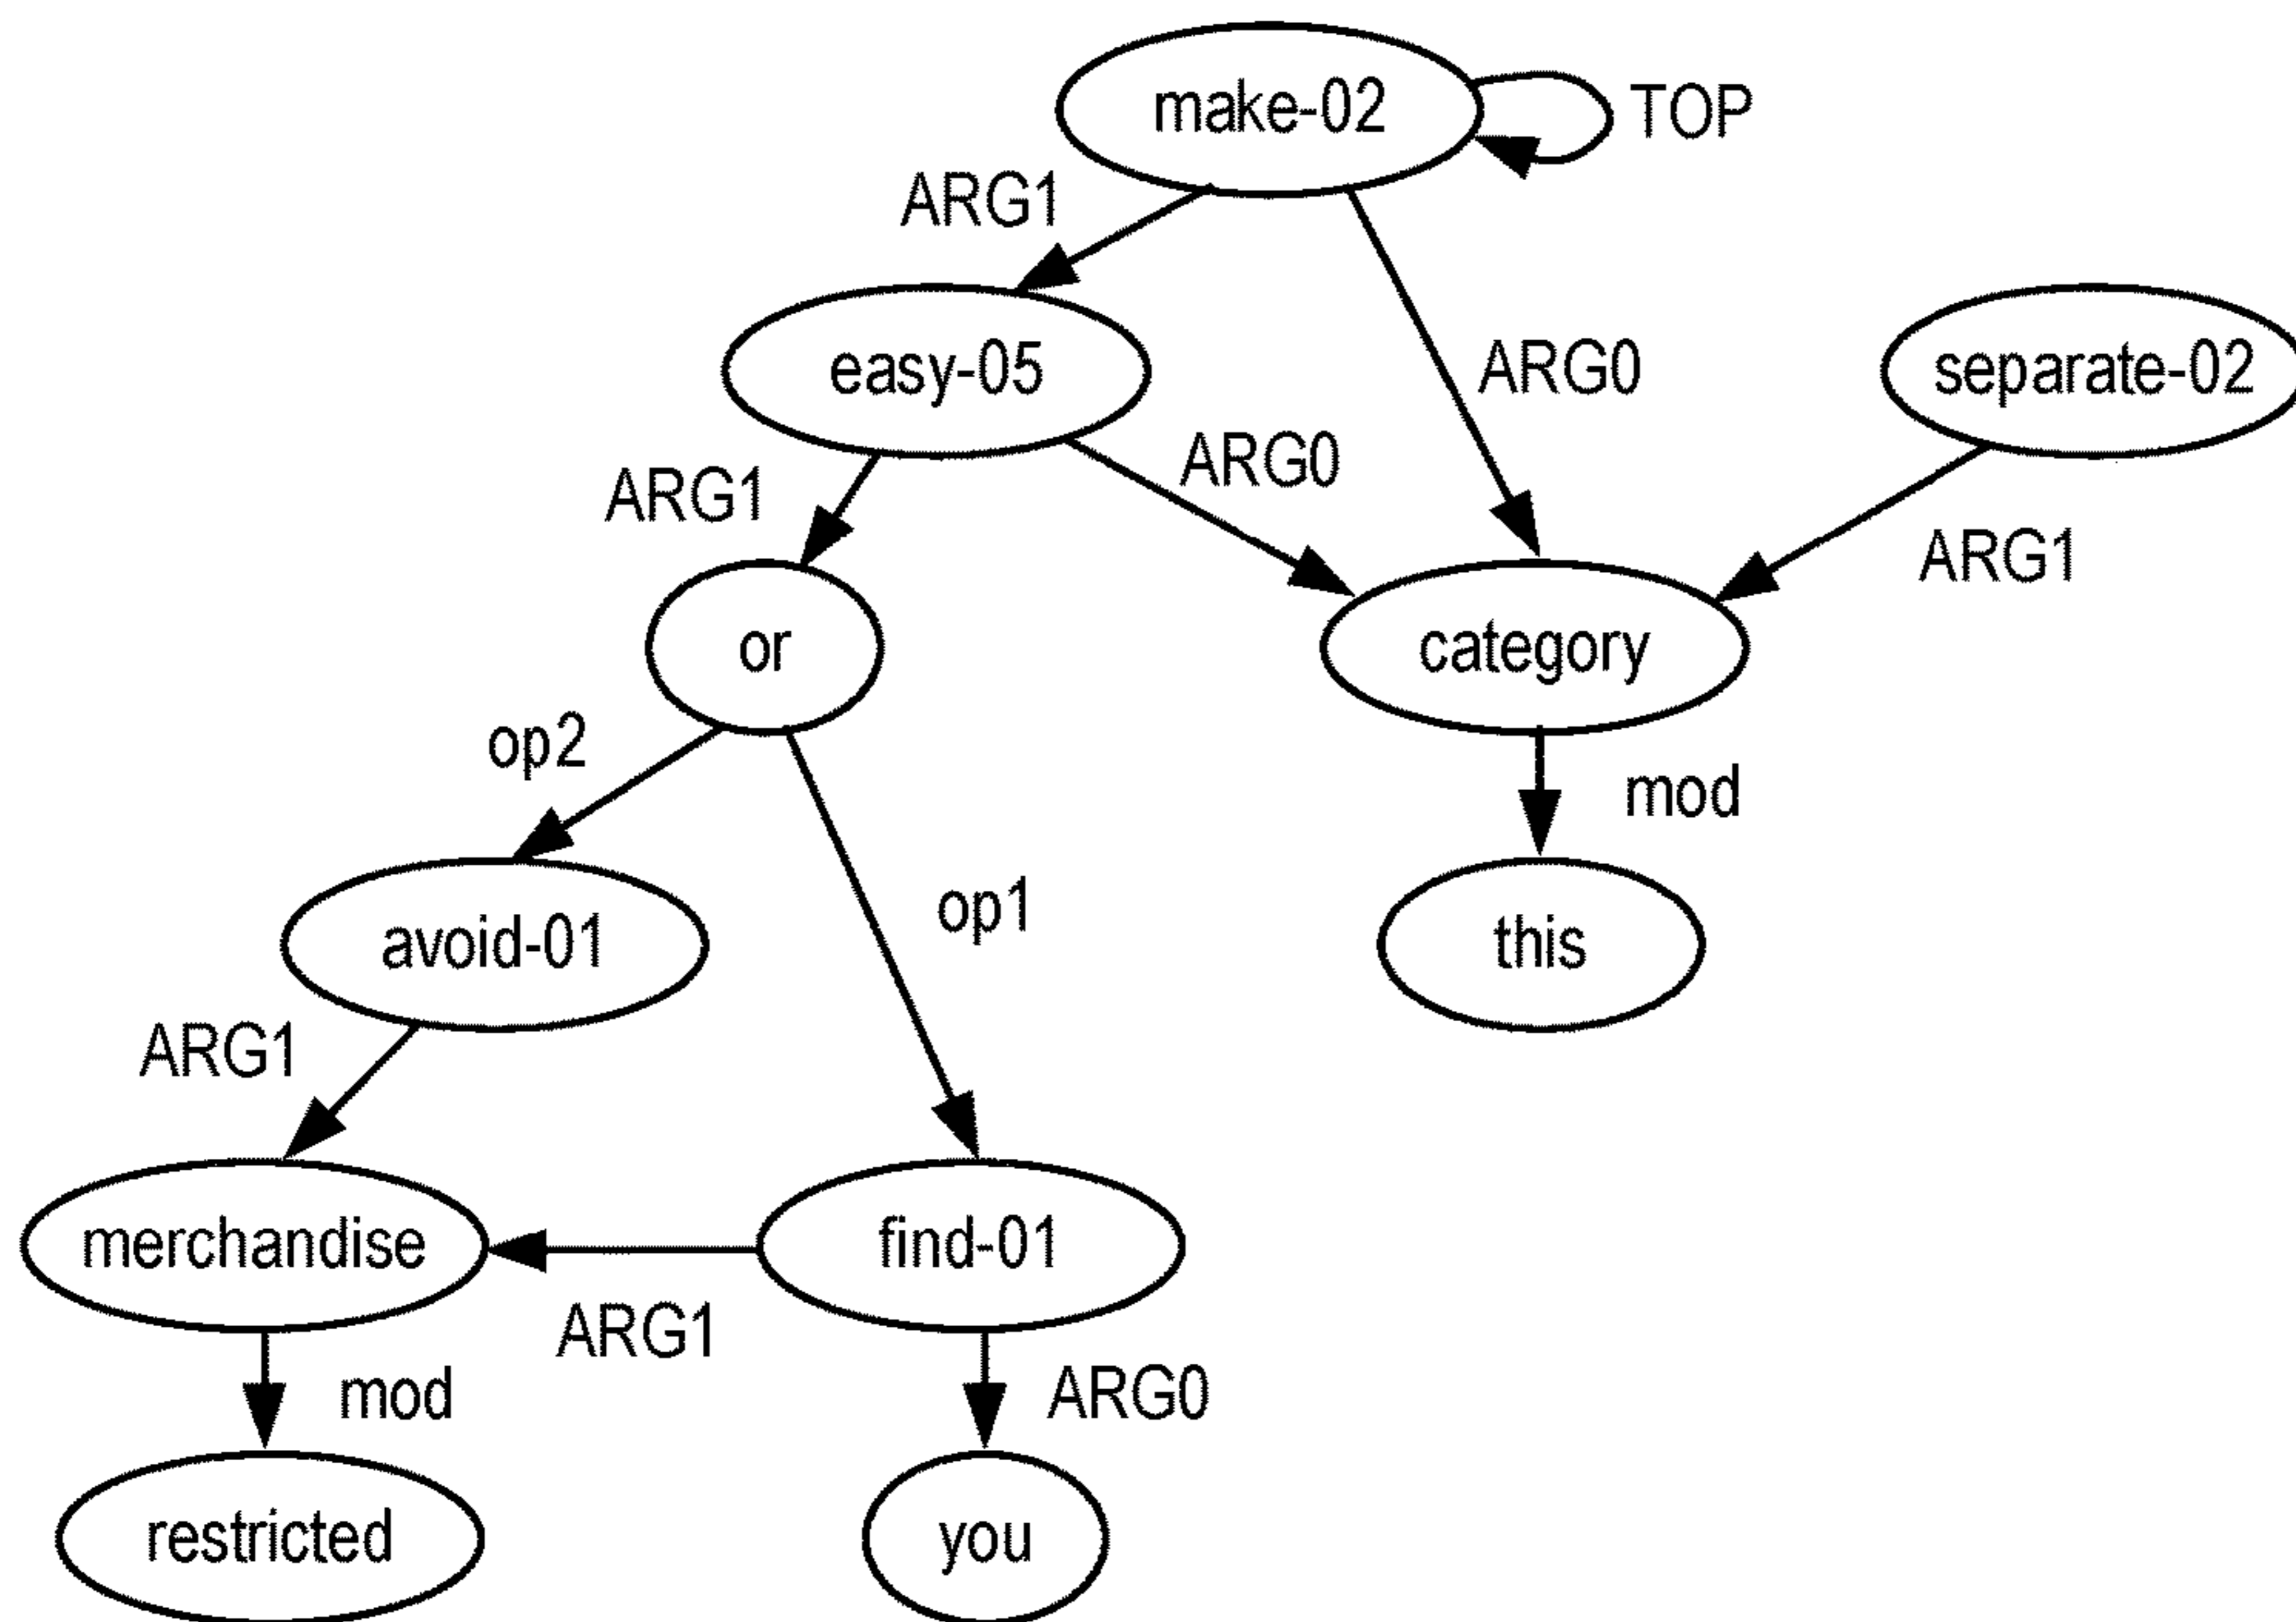 make-02
TOP
ARG1
easy-05
ARG0
separate-02
ARG1
ARG0
ARG1
or
category
op2
mod
avoid-01
op1
this
ARG1
merchandise
find-01
ARG1
mod
ARG0
restricted
you